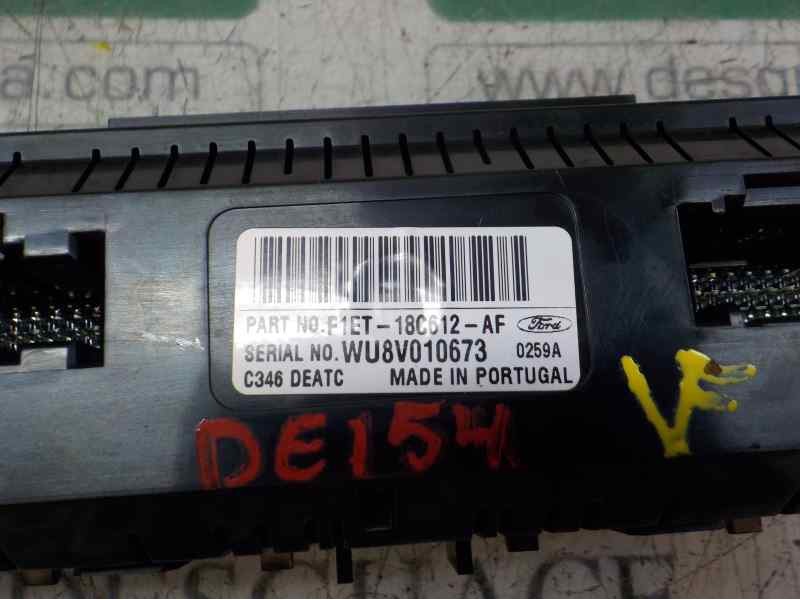 a.com
www.desgu
PART NO. F1ET-18C612-AF Ford
SERIAL NO. WU8V010673 0259A
C346 DEATC MADE IN PORTUGAL
DE154 VF